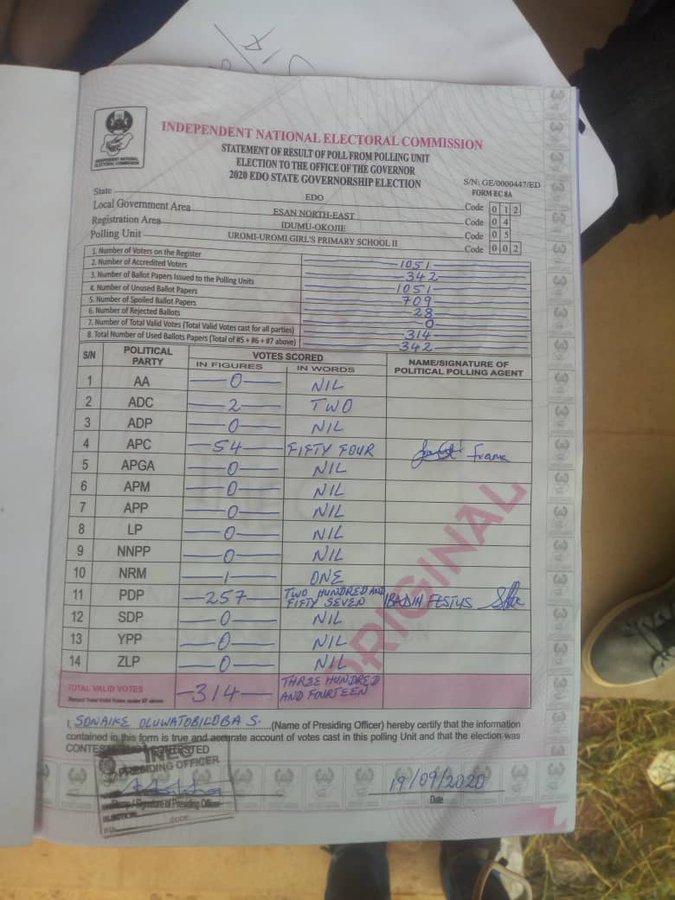 INDEPENDENT NATIONAL ELECTORAL COMMISSION
INDEPENDENT NATIONAL ELECTORAL COMMISSION
STATEMENT OF RESULT OF POLL FROM POLLING UNIT
ELECTION TO THE OFFICE OF THE GOVERNOR
2020 EDO STATE GOVERNORSHIP ELECTION
S/N: GE/0000447/ED
FORM EC 8A
State EDO
Local Government Area ESAN NORTH-EAST Code 0 1 2
Registration Area IDUMU-OKOJIE Code 0 4
Polling Unit UROMI-UROMI GIRL'S PRIMARY SCHOOL II Code 0 5
Code 0 0 2
1. Number of Voters on the Register 1051
2. Number of Accredited Voters 342
3. Number of Ballot Papers Issued to the Polling Units 1051
4. Number of Unused Ballot Papers 709
5. Number of Spoiled Ballot Papers 28
6. Number of Rejected Ballots 0
7. Number of Total Valid Votes (Total Valid Votes cast for all parties) 314
8. Total Number of Used Ballots Papers (Total of #5 + #6 + #7 above) 342
S/N POLITICAL PARTY VOTES SCORED NAME/SIGNATURE OF POLITICAL POLLING AGENT
IN FIGURES IN WORDS
1 AA 0 NIL
2 ADC 2 TWO
3 ADP 0 NIL
4 APC 54 FIFTY FOUR Frank
5 APGA 0 NIL
6 APM 0 NIL
7 APP 0 NIL
8 LP 0 NIL
9 NNPP 0 NIL
10 NRM 1 ONE
11 PDP 257 TWO HUNDRED AND FIFTY SEVEN FESTUS
12 SDP 0 NIL
13 YPP 0 NIL
14 ZLP 0 NIL
TOTAL VALID VOTES 314 THREE HUNDRED AND FOURTEEN
ORIGINAL
I, SONAIKE OLUWATOBILOBA S. (Name of Presiding Officer) hereby certify that the information
contained in this form is true and accurate account of votes cast in this polling Unit and that the election was
CONTESTED
INEC
PRESIDING OFFICER
Stamp / Signature of Presiding Officer
CODE
19/09/2020
Date